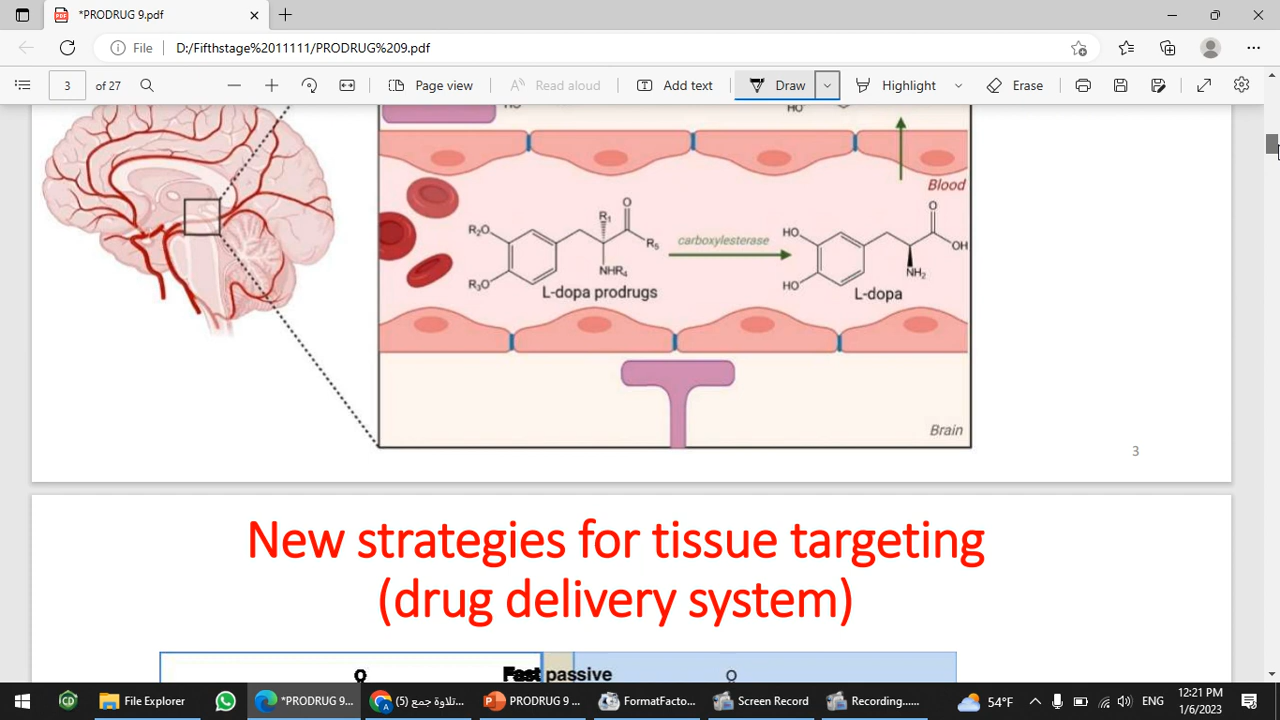 *PRODRUG 9.pdf
File
D:/Fifthstage%2011111/PRODRUG%209.pdf
3
of 27
Page view
Read aloud
Add text
Draw
Highlight
Erase
HO
Blood
R₂O
R₁
O
R₅
NHR₄
R₃O
L-dopa prodrugs
carboxylesterase
HO
O
OH
NH₂
HO
L-dopa
Brain
3
New strategies for tissue targeting
(drug delivery system)
O
Fast passive
O
File Explorer
*PRODRUG 9...
(5) تلاوة جمع...
PRODRUG 9 ...
FormatFacto...
Screen Record
Recording......
54°F
ENG
12:21 PM
1/6/2023